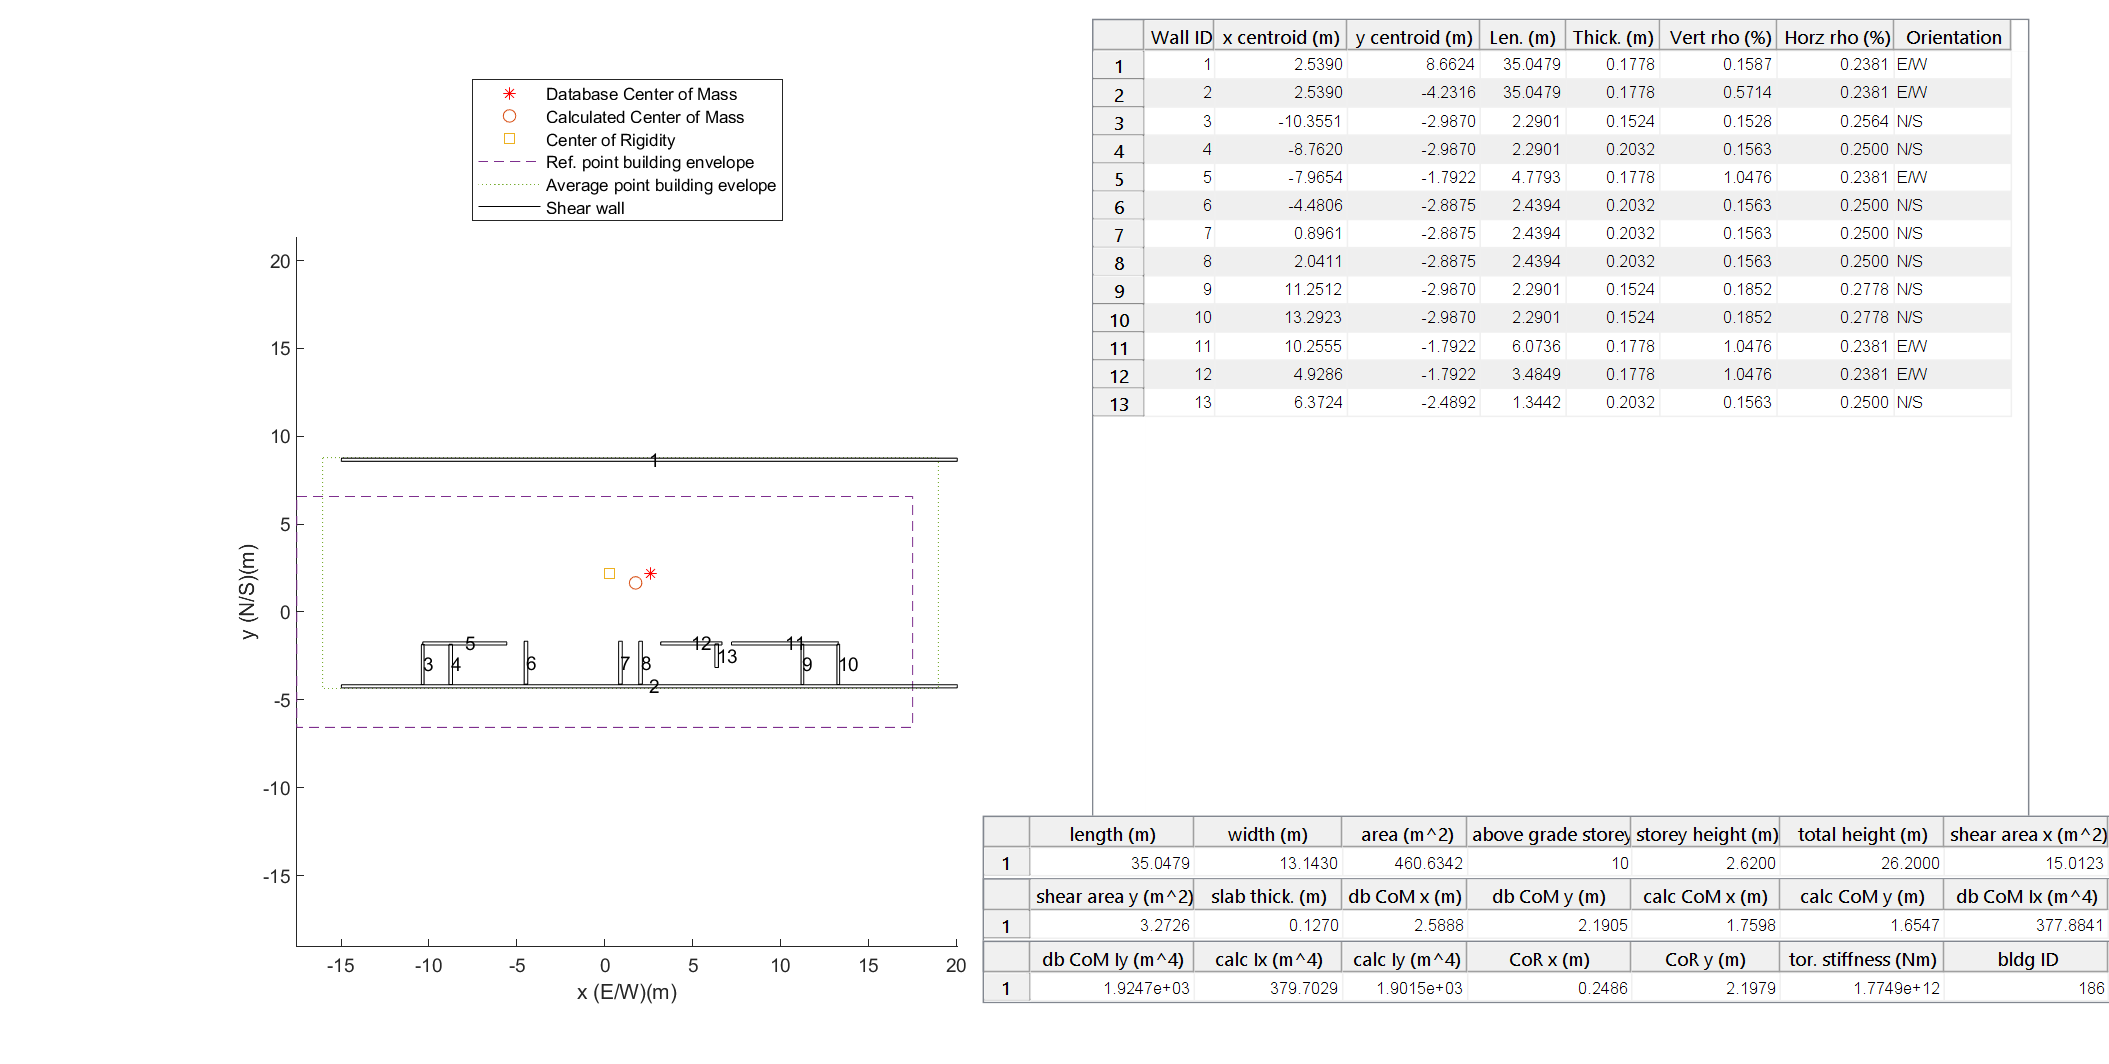 Database Center of Mass
Calculated Center of Mass
Center of Rigidity
Ref. point building envelope
Average point building evelope
Shear wall
20
15
10
5
0
-5
-10
-15
y (N/S)(m)
1
5
12
11
13
3
4
6
7
8
9
10
2
-15
-10
-5
0
5
10
15
20
x (E/W)(m)
Wall ID x centroid (m) y centroid (m) Len. (m) Thick. (m) Vert rho (%) Horz rho (%) Orientation
1 1 2.5390 8.6624 35.0479 0.1778 0.1587 0.2381 E/W
2 2 2.5390 -4.2316 35.0479 0.1778 0.5714 0.2381 E/W
3 3 -10.3551 -2.9870 2.2901 0.1524 0.1528 0.2564 N/S
4 4 -8.7620 -2.9870 2.2901 0.2032 0.1563 0.2500 N/S
5 5 -7.9654 -1.7922 4.7793 0.1778 1.0476 0.2381 E/W
6 6 -4.4806 -2.8875 2.4394 0.2032 0.1563 0.2500 N/S
7 7 0.8961 -2.8875 2.4394 0.2032 0.1563 0.2500 N/S
8 8 2.0411 -2.8875 2.4394 0.2032 0.1563 0.2500 N/S
9 9 11.2512 -2.9870 2.2901 0.1524 0.1852 0.2778 N/S
10 10 13.2923 -2.9870 2.2901 0.1524 0.1852 0.2778 N/S
11 11 10.2555 -1.7922 6.0736 0.1778 1.0476 0.2381 E/W
12 12 4.9286 -1.7922 3.4849 0.1778 1.0476 0.2381 E/W
13 13 6.3724 -2.4892 1.3442 0.2032 0.1563 0.2500 N/S
length (m) width (m) area (m^2) above grade storey storey height (m) total height (m) shear area x (m^2)
1 35.0479 13.1430 460.6342 10 2.6200 26.2000 15.0123
shear area y (m^2) slab thick. (m) db CoM x (m) db CoM y (m) calc CoM x (m) calc CoM y (m) db CoM Ix (m^4)
1 3.2726 0.1270 2.5888 2.1905 1.7598 1.6547 377.8841
db CoM Iy (m^4) calc Ix (m^4) calc Iy (m^4) CoR x (m) CoR y (m) tor. stiffness (Nm) bldg ID
1 1.9247e+03 379.7029 1.9015e+03 0.2486 2.1979 1.7749e+12 186